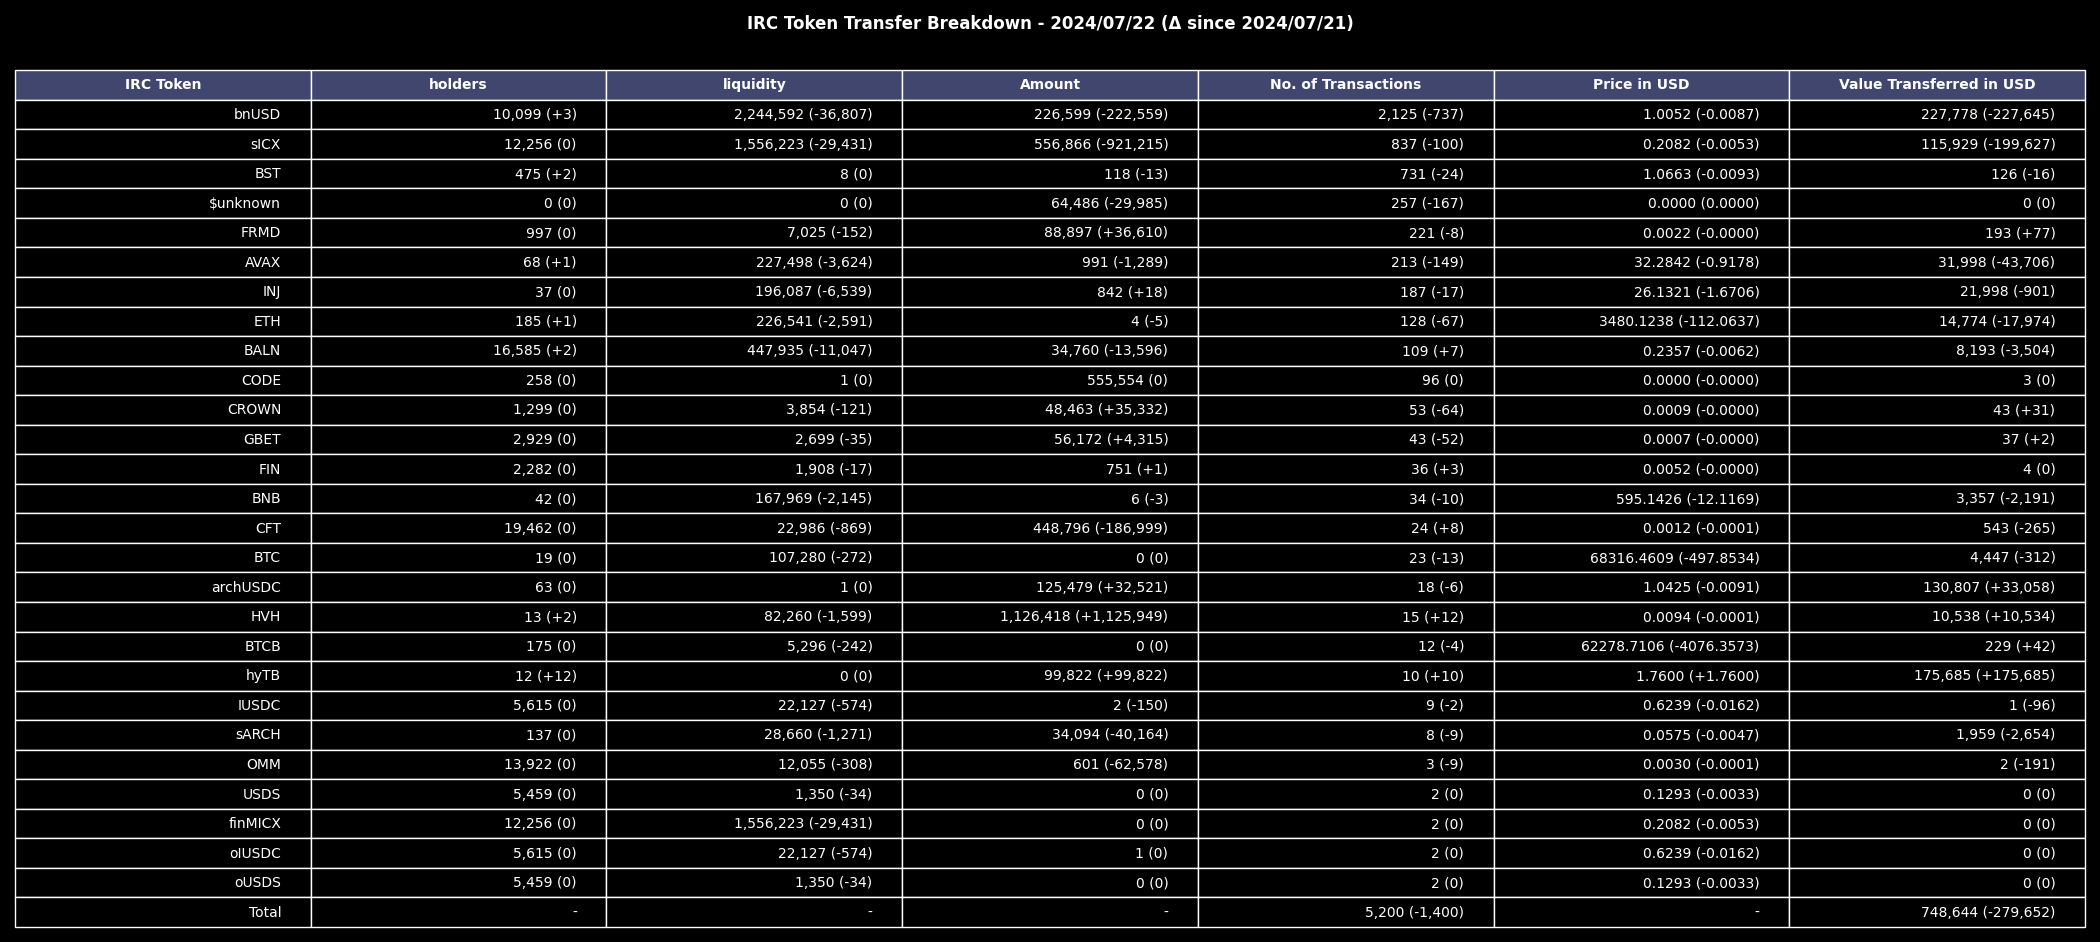 IRC Token Transfer Breakdown - 2024/07/22 (Δ since 2024/07/21)
IRC Token holders liquidity Amount No. of Transactions Price in USD Value Transferred in USD
bnUSD 10,099 (+3) 2,244,592 (-36,807) 226,599 (-222,559) 2,125 (-737) 1.0052 (-0.0087) 227,778 (-227,645)
sICX 12,256 (0) 1,556,223 (-29,431) 556,866 (-921,215) 837 (-100) 0.2082 (-0.0053) 115,929 (-199,627)
BST 475 (+2) 8 (0) 118 (-13) 731 (-24) 1.0663 (-0.0093) 126 (-16)
$unknown 0 (0) 0 (0) 64,486 (-29,985) 257 (-167) 0.0000 (0.0000) 0 (0)
FRMD 997 (0) 7,025 (-152) 88,897 (+36,610) 221 (-8) 0.0022 (-0.0000) 193 (+77)
AVAX 68 (+1) 227,498 (-3,624) 991 (-1,289) 213 (-149) 32.2842 (-0.9178) 31,998 (-43,706)
INJ 37 (0) 196,087 (-6,539) 842 (+18) 187 (-17) 26.1321 (-1.6706) 21,998 (-901)
ETH 185 (+1) 226,541 (-2,591) 4 (-5) 128 (-67) 3480.1238 (-112.0637) 14,774 (-17,974)
BALN 16,585 (+2) 447,935 (-11,047) 34,760 (-13,596) 109 (+7) 0.2357 (-0.0062) 8,193 (-3,504)
CODE 258 (0) 1 (0) 555,554 (0) 96 (0) 0.0000 (-0.0000) 3 (0)
CROWN 1,299 (0) 3,854 (-121) 48,463 (+35,332) 53 (-64) 0.0009 (-0.0000) 43 (+31)
GBET 2,929 (0) 2,699 (-35) 56,172 (+4,315) 43 (-52) 0.0007 (-0.0000) 37 (+2)
FIN 2,282 (0) 1,908 (-17) 751 (+1) 36 (+3) 0.0052 (-0.0000) 4 (0)
BNB 42 (0) 167,969 (-2,145) 6 (-3) 34 (-10) 595.1426 (-12.1169) 3,357 (-2,191)
CFT 19,462 (0) 22,986 (-869) 448,796 (-186,999) 24 (+8) 0.0012 (-0.0001) 543 (-265)
BTC 19 (0) 107,280 (-272) 0 (0) 23 (-13) 68316.4609 (-497.8534) 4,447 (-312)
archUSDC 63 (0) 1 (0) 125,479 (+32,521) 18 (-6) 1.0425 (-0.0091) 130,807 (+33,058)
HVH 13 (+2) 82,260 (-1,599) 1,126,418 (+1,125,949) 15 (+12) 0.0094 (-0.0001) 10,538 (+10,534)
BTCB 175 (0) 5,296 (-242) 0 (0) 12 (-4) 62278.7106 (-4076.3573) 229 (+42)
hyTB 12 (+12) 0 (0) 99,822 (+99,822) 10 (+10) 1.7600 (+1.7600) 175,685 (+175,685)
IUSDC 5,615 (0) 22,127 (-574) 2 (-150) 9 (-2) 0.6239 (-0.0162) 1 (-96)
sARCH 137 (0) 28,660 (-1,271) 34,094 (-40,164) 8 (-9) 0.0575 (-0.0047) 1,959 (-2,654)
OMM 13,922 (0) 12,055 (-308) 601 (-62,578) 3 (-9) 0.0030 (-0.0001) 2 (-191)
USDS 5,459 (0) 1,350 (-34) 0 (0) 2 (0) 0.1293 (-0.0033) 0 (0)
finMICX 12,256 (0) 1,556,223 (-29,431) 0 (0) 2 (0) 0.2082 (-0.0053) 0 (0)
oIUSDC 5,615 (0) 22,127 (-574) 1 (0) 2 (0) 0.6239 (-0.0162) 0 (0)
oUSDS 5,459 (0) 1,350 (-34) 0 (0) 2 (0) 0.1293 (-0.0033) 0 (0)
Total - - - 5,200 (-1,400) - 748,644 (-279,652)